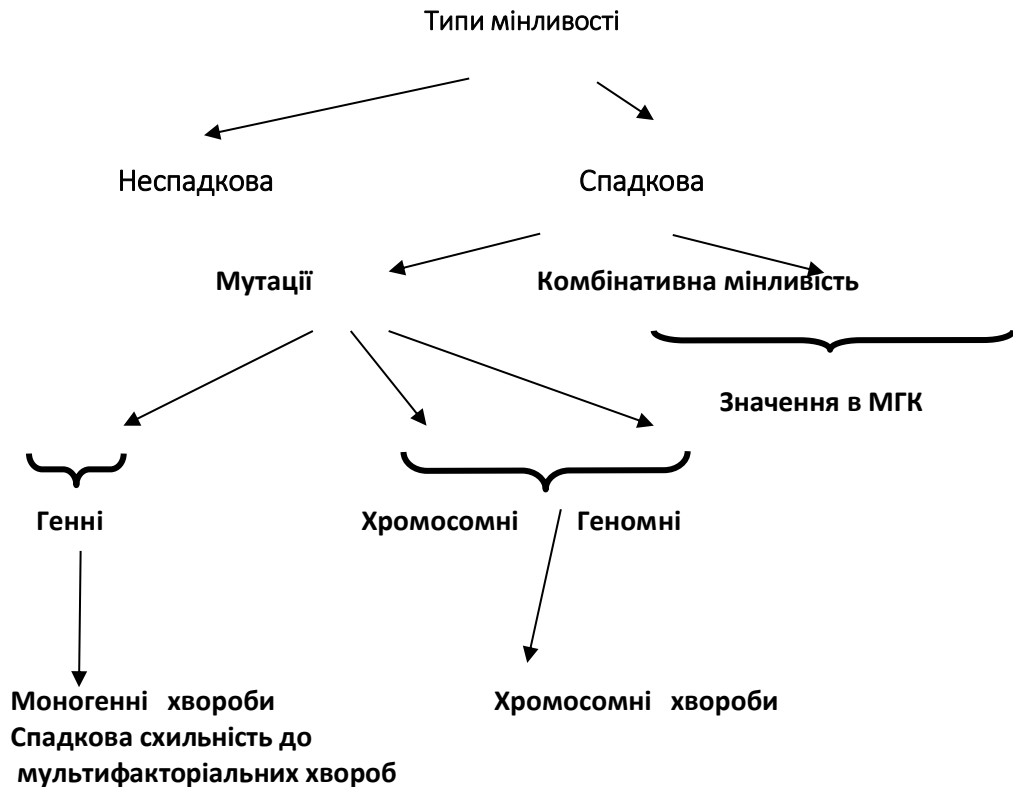 Типи мінливості
Неспадкова Спадкова
Мутації Комбінативна мінливість
Значення в МГК
Генні Хромосомні Геномні
Моногенні хвороби Хромосомні хвороби
Спадкова схильність до
мультифакторіальних хвороб